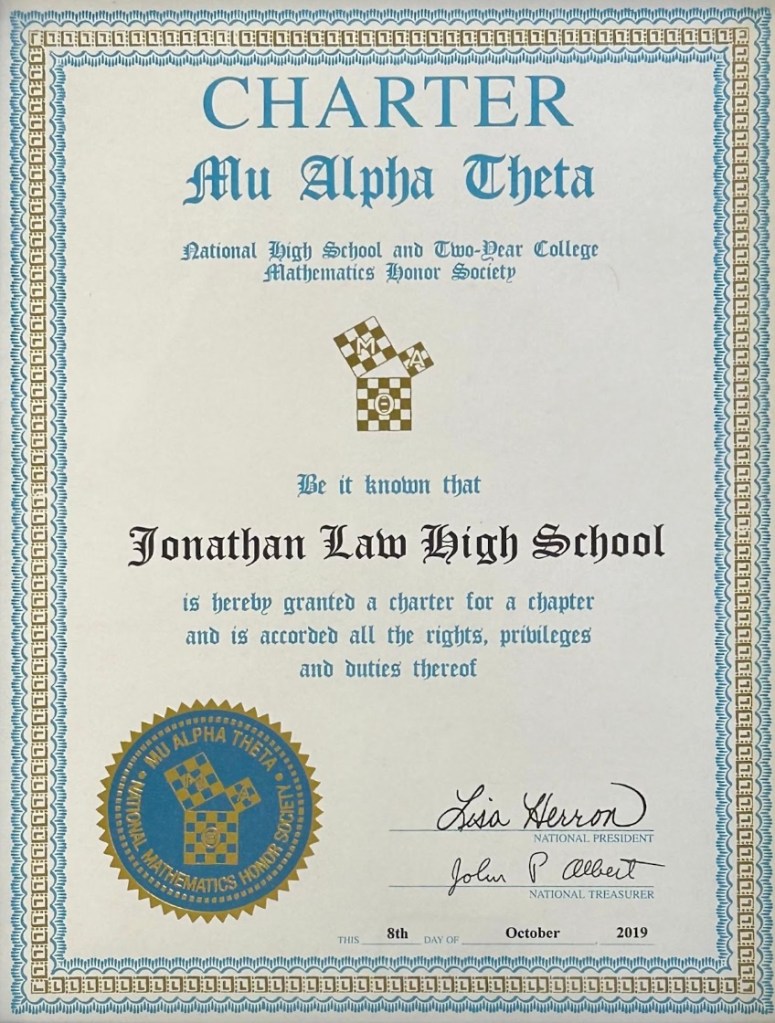 CHARTER
Mu Alpha Theta
National High School and Two-Year College
Mathematics Honor Society
M A
Θ
Be it known that
Jonathan Law High School
is hereby granted a charter for a chapter
and is accorded all the rights, privileges
and duties thereof
MU ALPHA THETA
M A
Θ
NATIONAL MATHEMATICS HONOR SOCIETY
Lisa Herron
NATIONAL PRESIDENT
John P Albert
NATIONAL TREASURER
THIS 8th DAY OF October, 2019